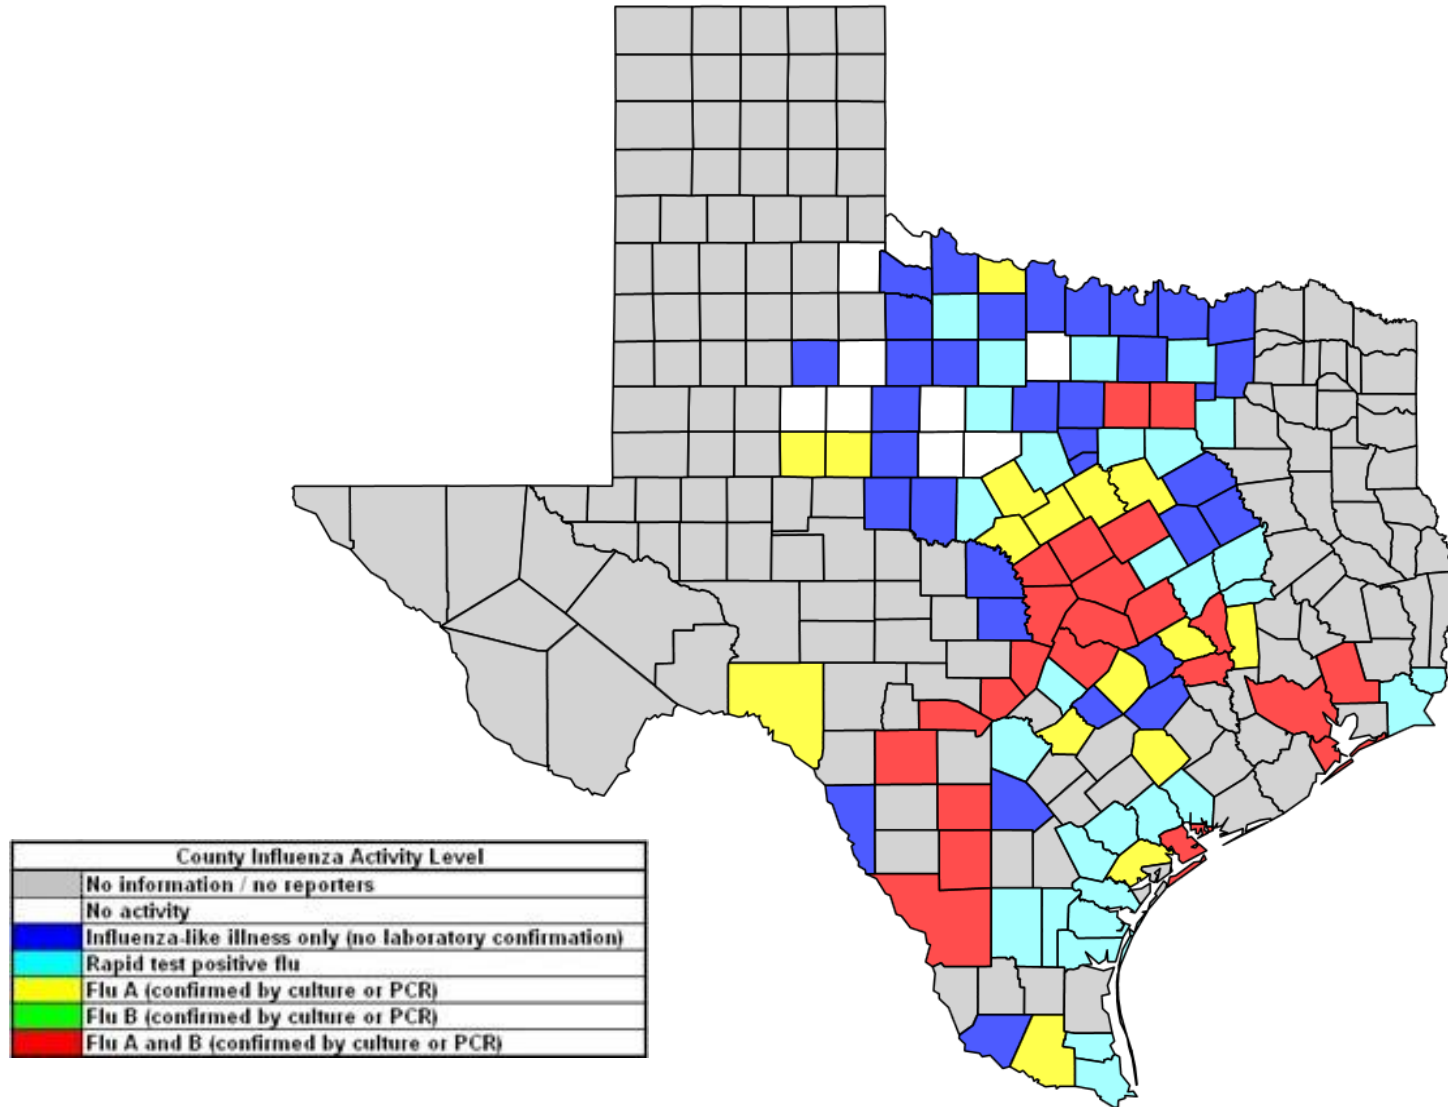 County Influenza Activity Level
No information / no reporters
No activity
Influenza-like illness only (no laboratory confirmation)
Rapid test positive flu
Flu A (confirmed by culture or PCR)
Flu B (confirmed by culture or PCR)
Flu A and B (confirmed by culture or PCR)